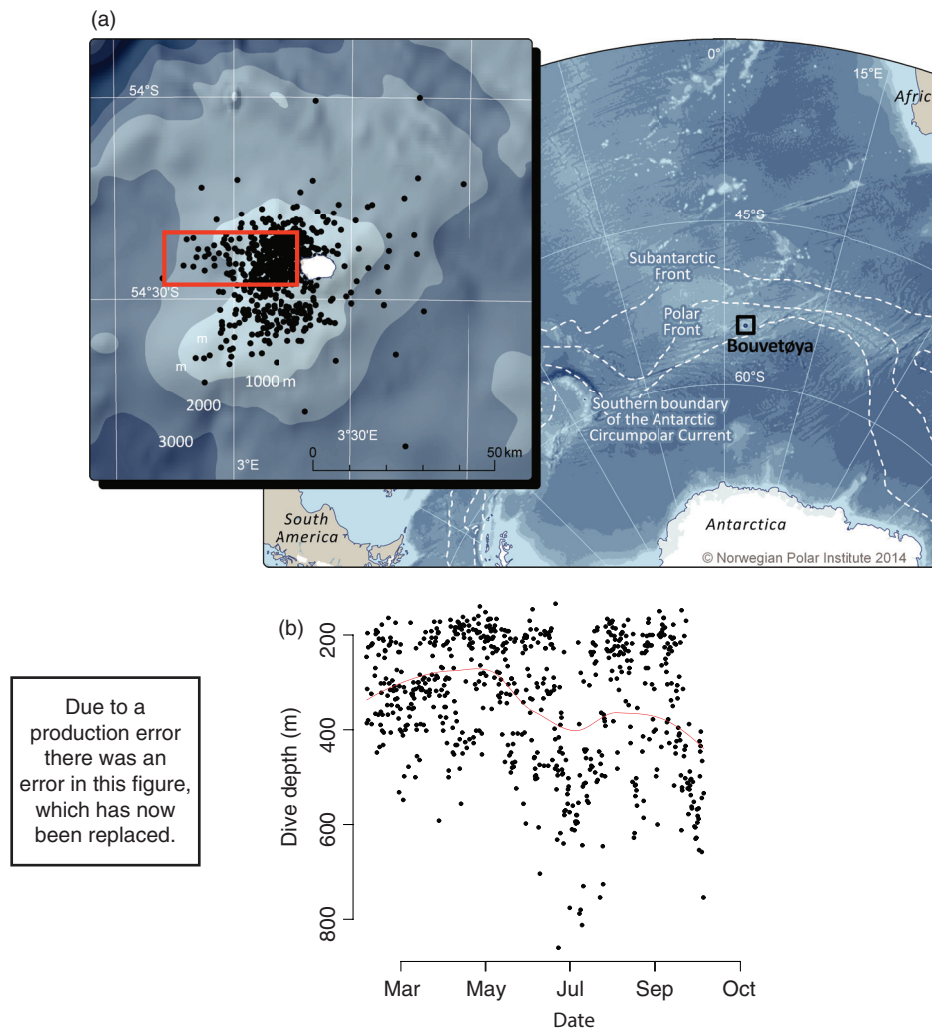 (a)
54°S
54°30'S
m
m
1000 m
2000
3000
3°E
3°30'E
0
50 km
0°
15°E
Afric
45°S
Subantarctic
Front
Polar
Front
Bouvetøya
60°S
Southern boundary
of the Antarctic
Circumpolar Current
South
America
Antarctica
© Norwegian Polar Institute 2014
Due to a
production error
there was an
error in this figure,
which has now
been replaced.
(b)
Dive depth (m)
200
400
600
800
Mar
May
Jul
Sep
Oct
Date